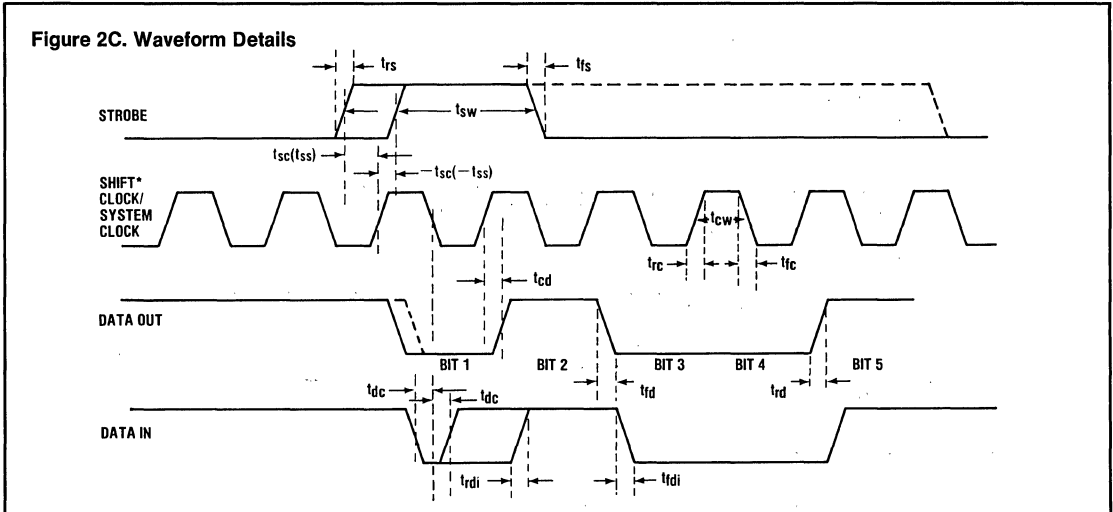 Figure 2C. Waveform Details
trs
tfs
STROBE
tsw
tsc(tss)
−tsc(−tss)
SHIFT*
CLOCK/
SYSTEM
CLOCK
tcw
trc
tfc
tcd
DATA OUT
BIT 1
BIT 2
BIT 3
BIT 4
BIT 5
tdc
tdc
tfd
trd
DATA IN
trdi
tfdi